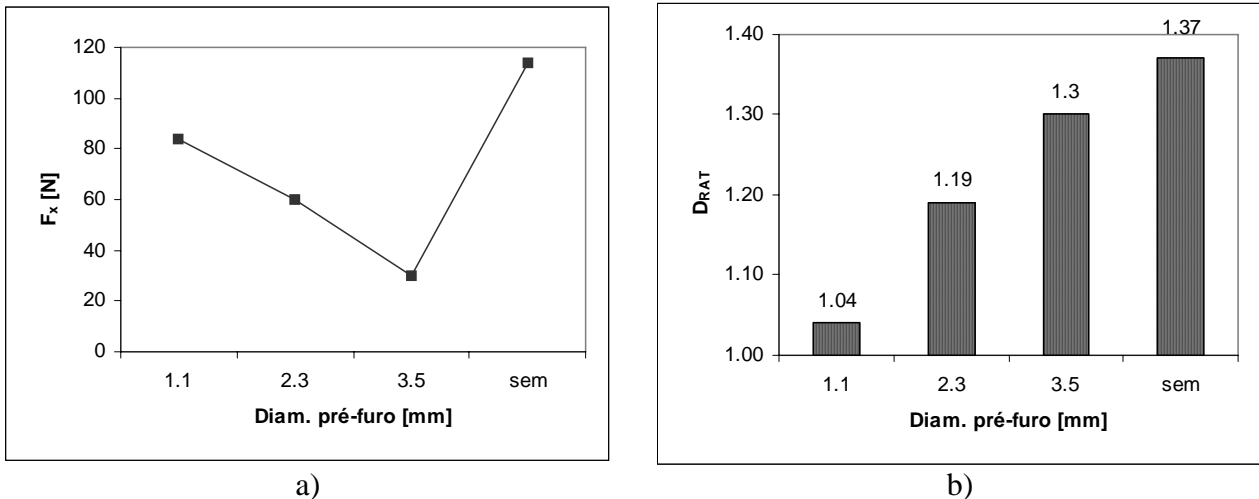 120
100
80
60
40
20
0
Fx [N]
1.1 2.3 3.5 sem
Diam. pré-furo [mm]
a)
1.40
1.30
1.20
1.10
1.00
DRAT
1.04
1.19
1.3
1.37
1.1 2.3 3.5 sem
Diam. pré-furo [mm]
b)